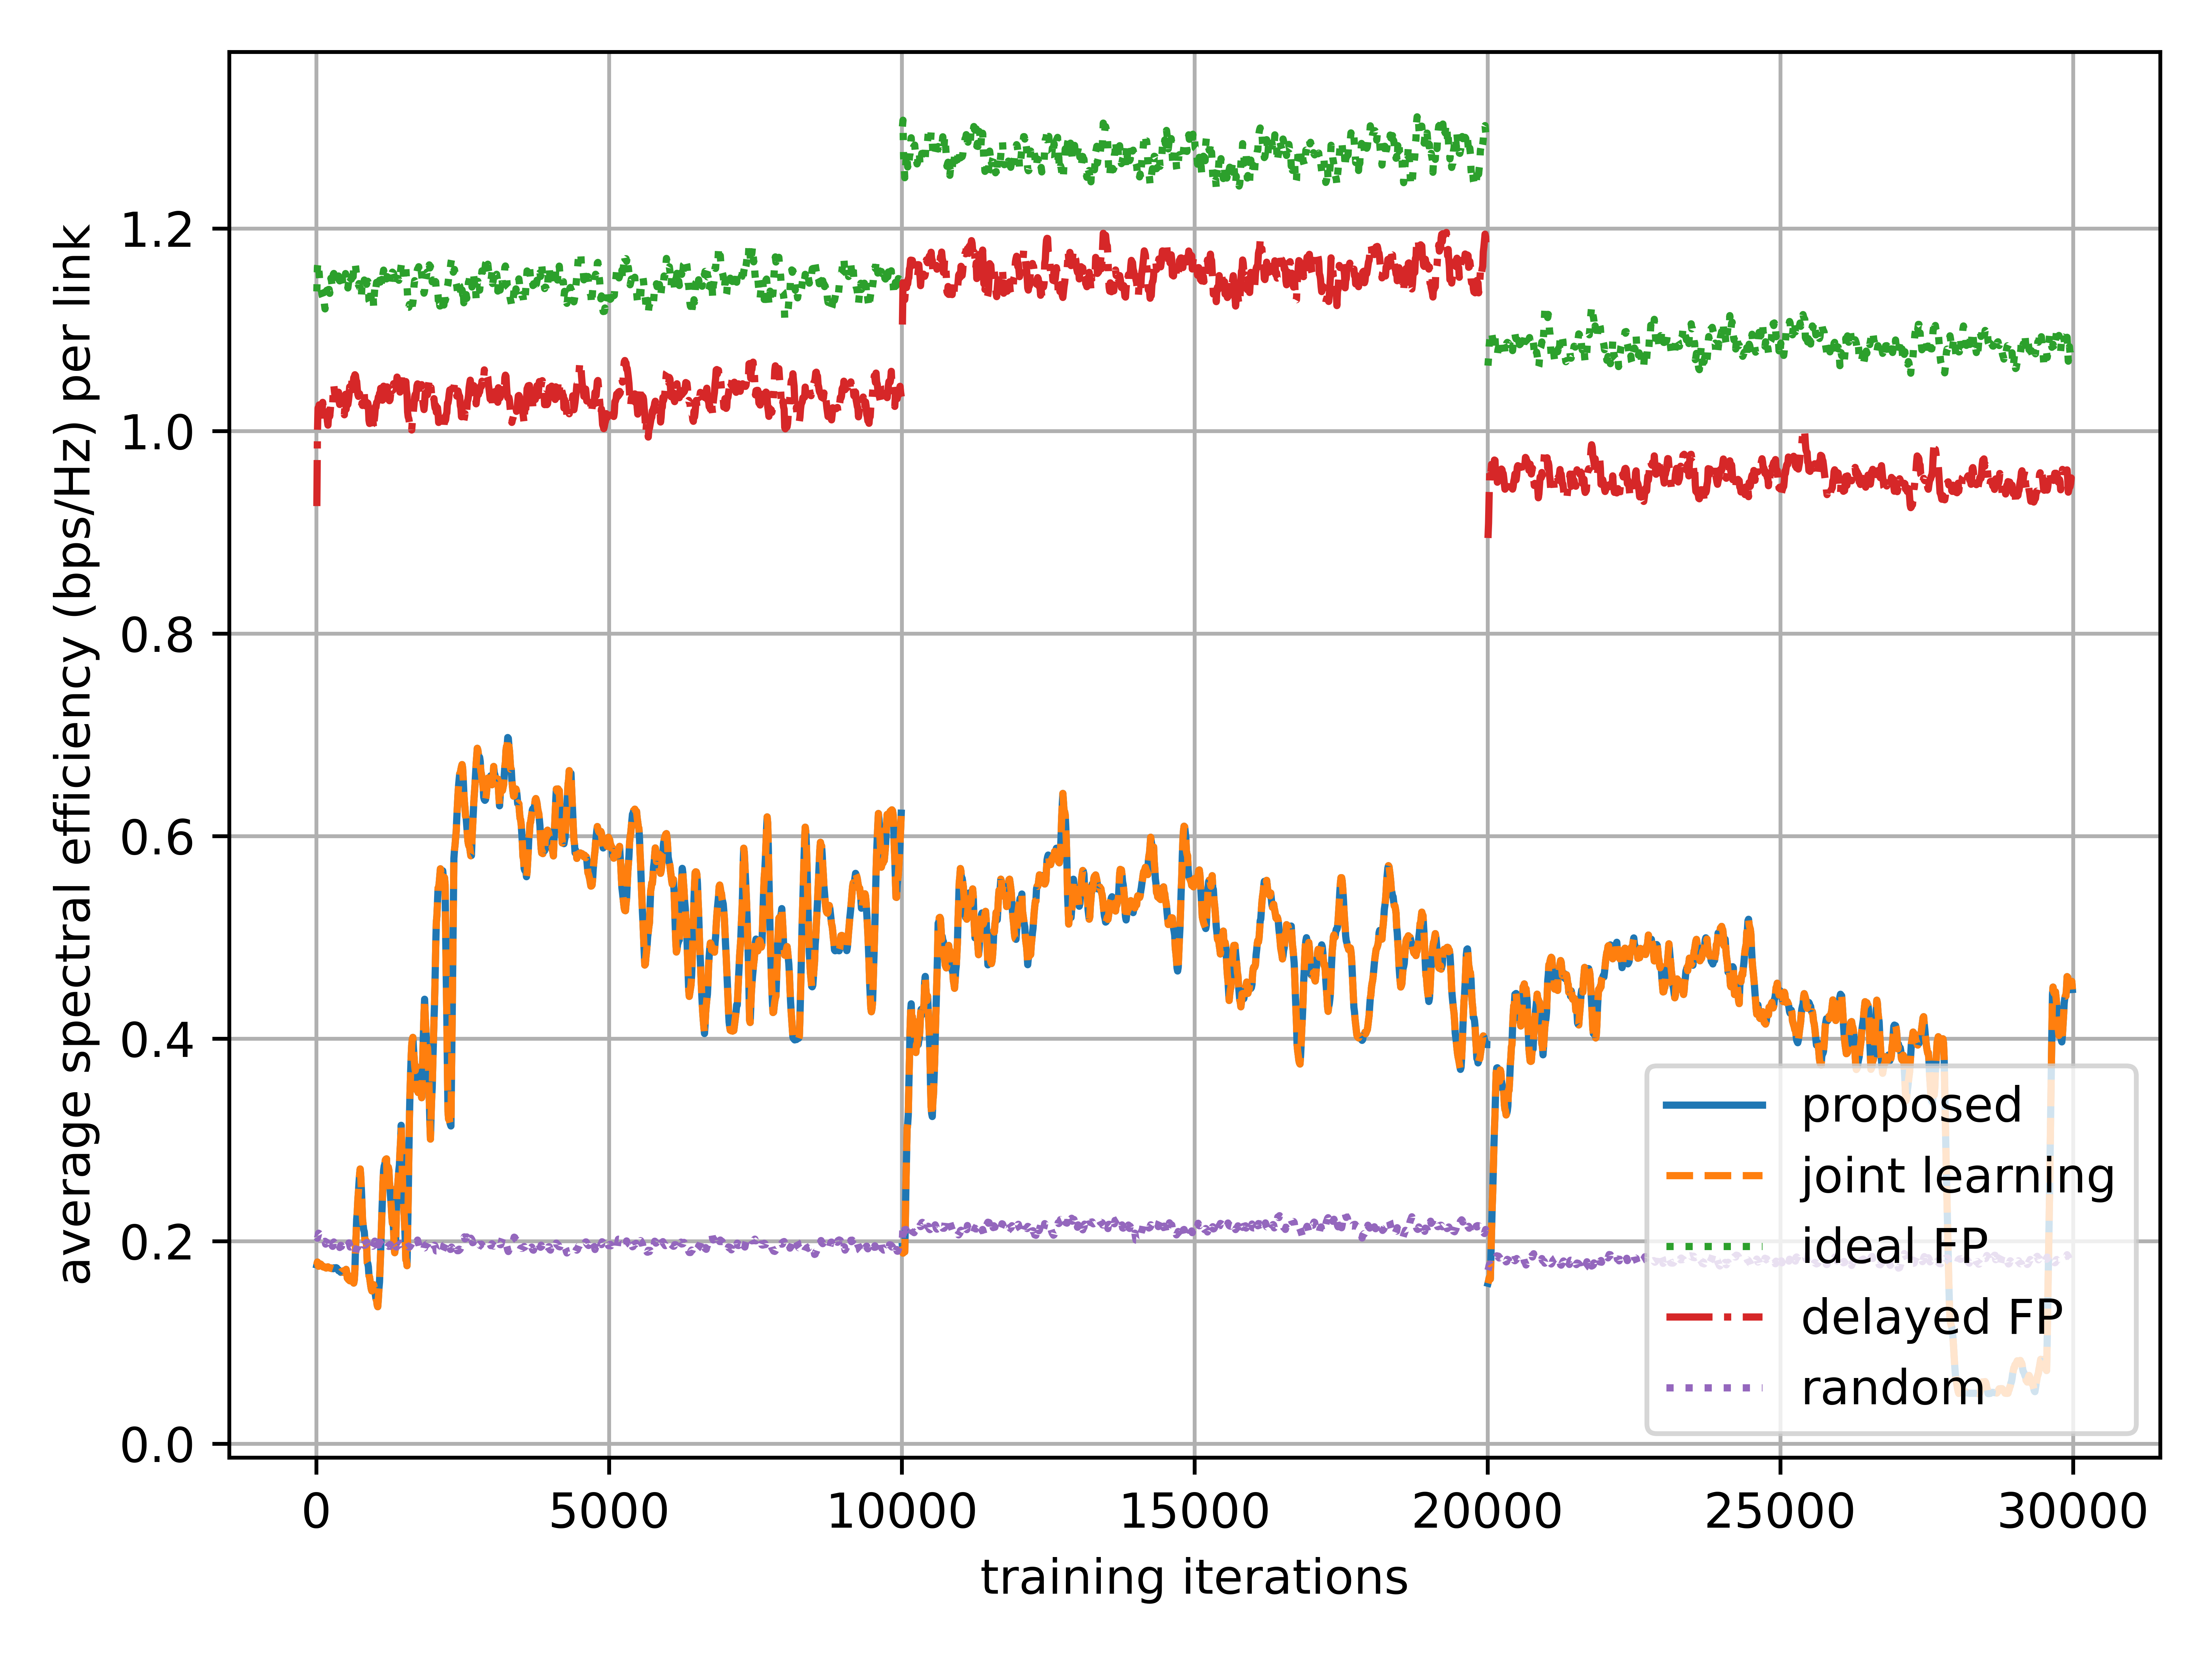 average spectral efficiency (bps/Hz) per link
1.2
1.0
0.8
0.6
0.4
0.2
0.0
proposed
joint learning
ideal FP
delayed FP
random
0 5000 10000 15000 20000 25000 30000
training iterations